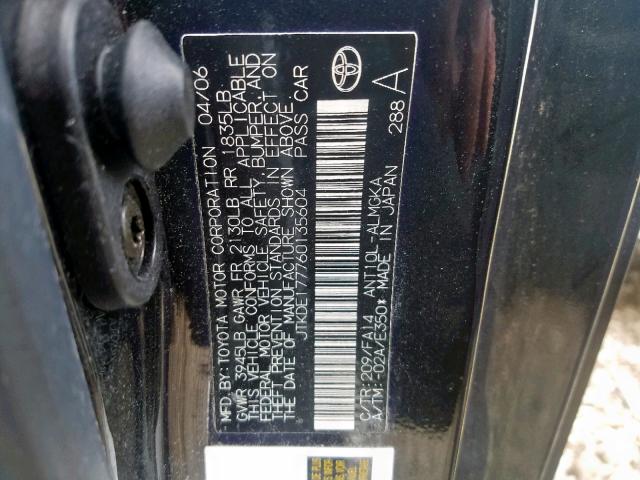 MFD. BY: TOYOTA MOTOR CORPORATION 04/06
GVWR 3945LB GAWR FR 2130LB RR 1835LB
THIS VEHICLE CONFORMS TO ALL APPLICABLE
FEDERAL MOTOR VEHICLE SAFETY, BUMPER, AND
THEFT PREVENTION STANDARDS IN EFFECT ON
THE DATE OF MANUFACTURE SHOWN ABOVE.
JTKDE177760135604 PASS CAR
C/TR: 209/FA14 ANT10L-ALMGKA
A/TM: -02A/E350* MADE IN JAPAN
288 A